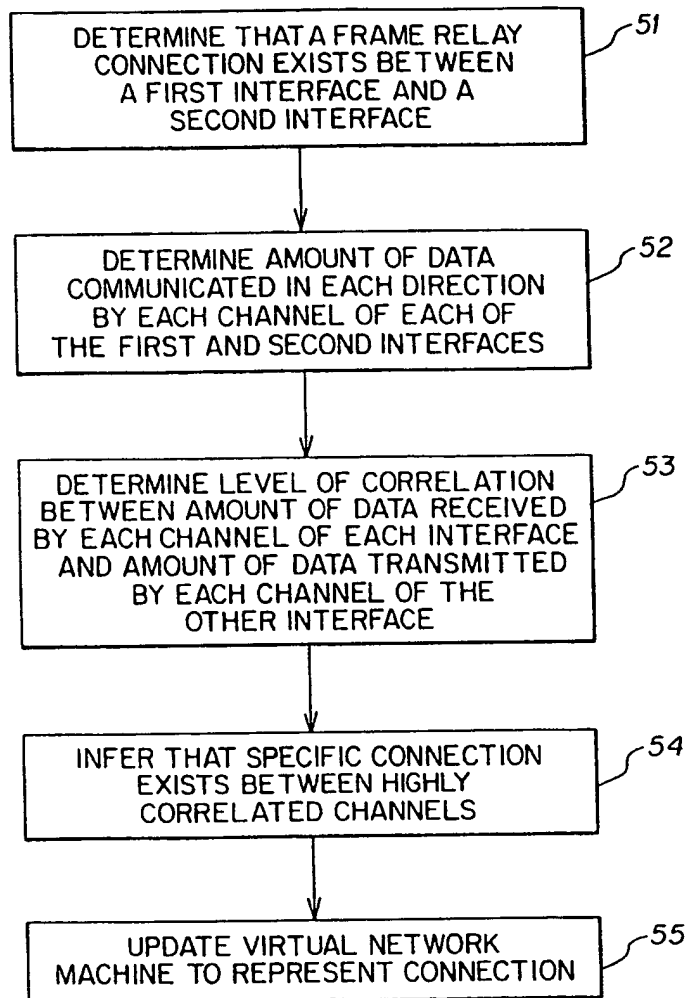 DETERMINE THAT A FRAME RELAY
CONNECTION EXISTS BETWEEN
A FIRST INTERFACE AND A
SECOND INTERFACE
51
DETERMINE AMOUNT OF DATA
COMMUNICATED IN EACH DIRECTION
BY EACH CHANNEL OF EACH OF
THE FIRST AND SECOND INTERFACES
52
DETERMINE LEVEL OF CORRELATION
BETWEEN AMOUNT OF DATA RECEIVED
BY EACH CHANNEL OF EACH INTERFACE
AND AMOUNT OF DATA TRANSMITTED
BY EACH CHANNEL OF THE
OTHER INTERFACE
53
INFER THAT SPECIFIC CONNECTION
EXISTS BETWEEN HIGHLY
CORRELATED CHANNELS
54
UPDATE VIRTUAL NETWORK
MACHINE TO REPRESENT CONNECTION
55